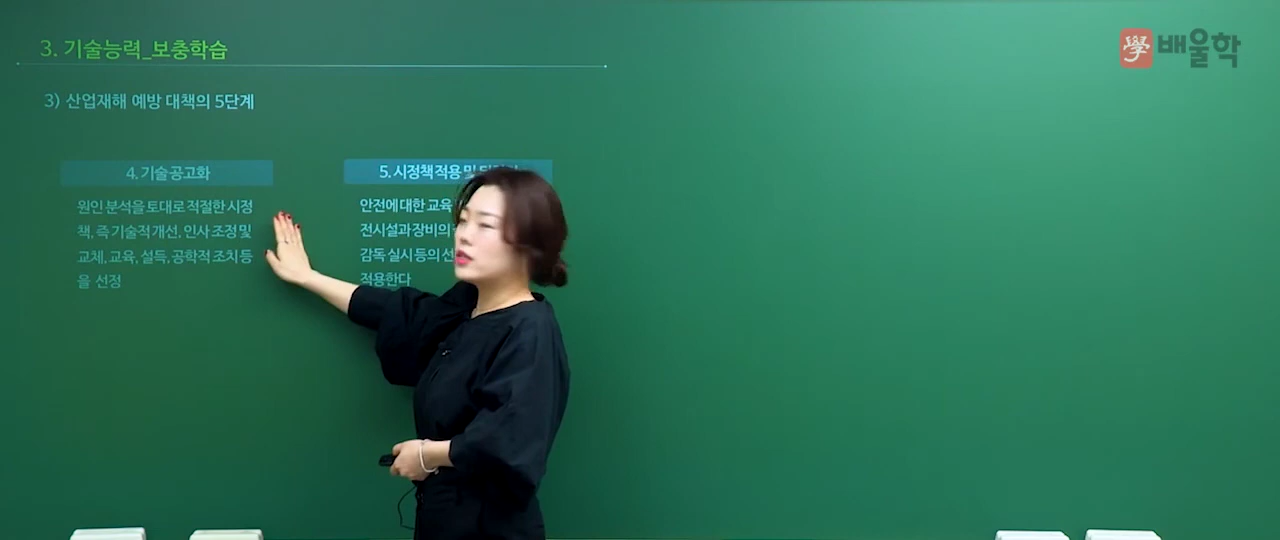 3. 기술능력_보충학습
學 배울학
3) 산업재해 예방 대책의 5단계
4. 기술공고화
원인 분석을 토대로 적절한 시정
책, 즉 기술적 개선, 인사 조정 및
교체, 교육, 설득, 공학적 조치 등
을 선정
5. 시정책 적용 및
안전에 대한 교육
전시설과 장비의
감독 실시 등의 선
적용한다